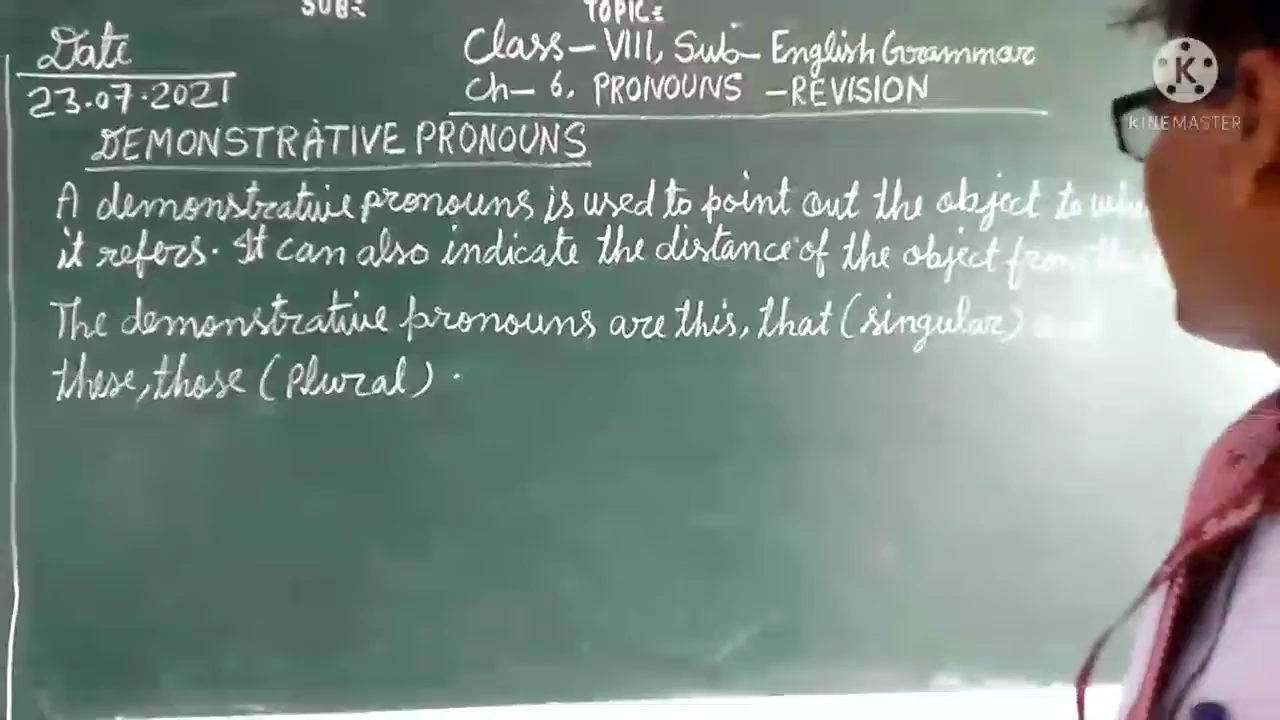 SUB:
TOPIC:
Date
23.07.2021
Class - VIII, Sub - English Grammar
Ch - 6. PRONOUNS - REVISION
DEMONSTRATIVE PRONOUNS
A demonstrative pronouns is used to point out the object to
it refers. It can also indicate the distance of the object from
The demonstrative pronouns are this, that (singular)
these, those (plural).
K
KINEMASTER